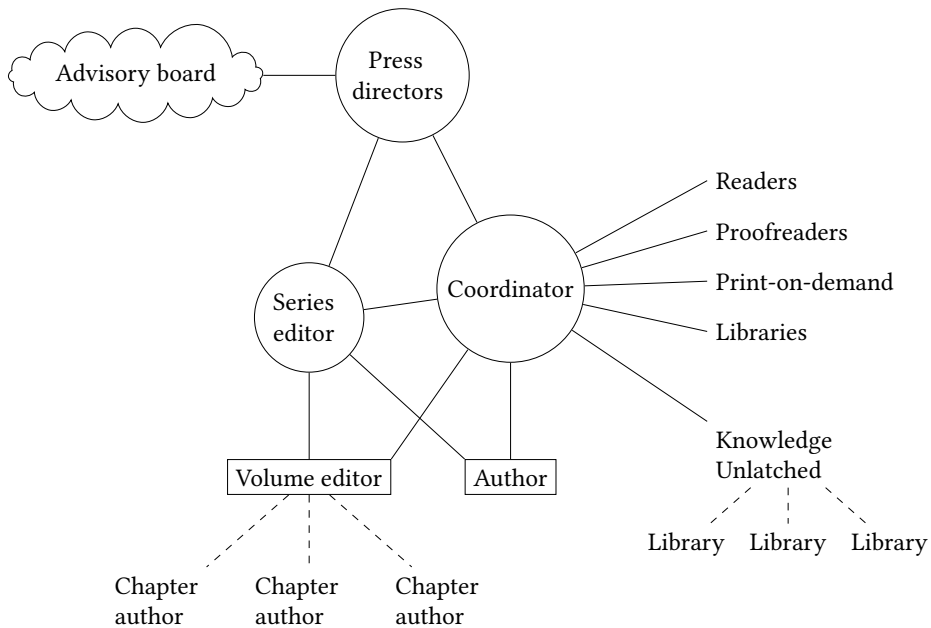 Advisory board
Press
directors
Readers
Proofreaders
Print-on-demand
Libraries
Coordinator
Series
editor
Knowledge
Unlatched
Volume editor
Author
Library
Library
Library
Chapter
author
Chapter
author
Chapter
author